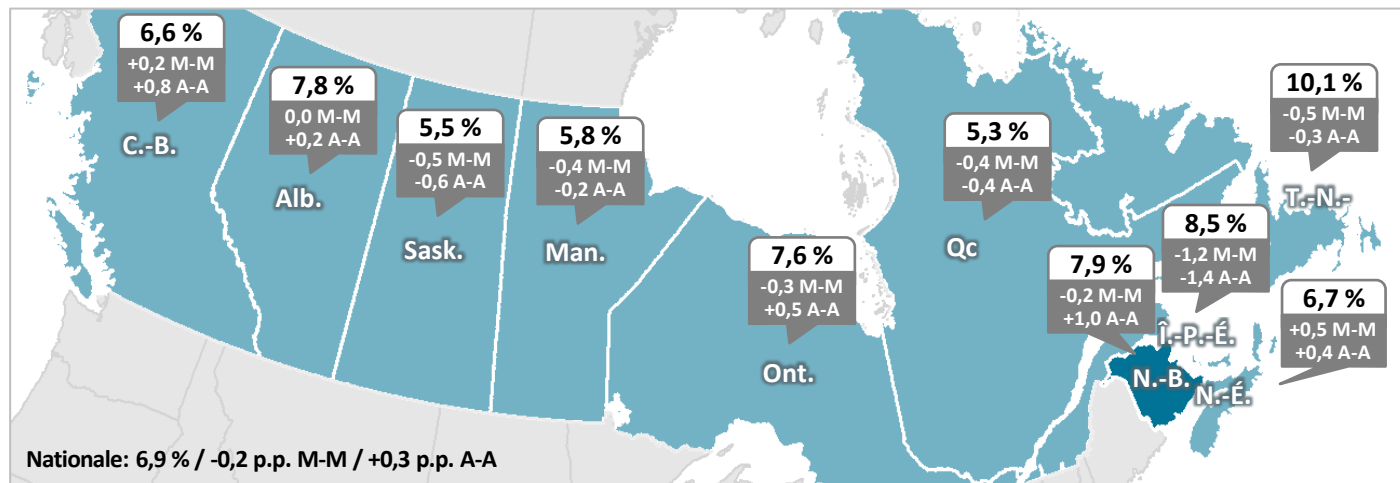 6,6 %
+0,2 M-M
+0,8 A-A
C.-B.
7,8 %
0,0 M-M
+0,2 A-A
Alb.
5,5 %
-0,5 M-M
-0,6 A-A
Sask.
5,8 %
-0,4 M-M
-0,2 A-A
Man.
7,6 %
-0,3 M-M
+0,5 A-A
Ont.
5,3 %
-0,4 M-M
-0,4 A-A
Qc
10,1 %
-0,5 M-M
-0,3 A-A
T.-N.-
8,5 %
-1,2 M-M
-1,4 A-A
Î.-P.-É.
7,9 %
-0,2 M-M
+1,0 A-A
N.-B.
6,7 %
+0,5 M-M
+0,4 A-A
N.-É.
Nationale: 6,9 % / -0,2 p.p. M-M / +0,3 p.p. A-A